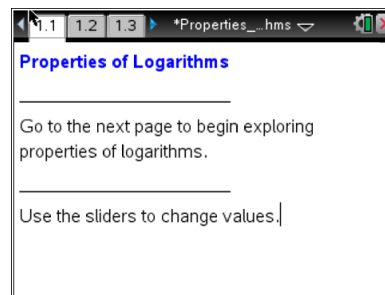 1.1 1.2 1.3 *Properties_…hms
Properties of Logarithms
Go to the next page to begin exploring
properties of logarithms.
Use the sliders to change values.